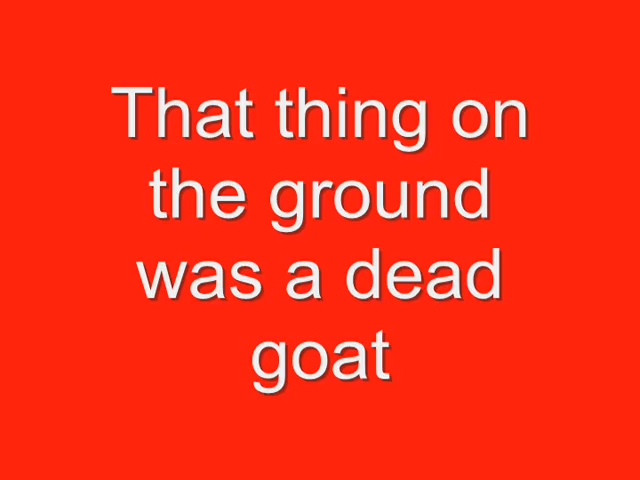 That thing on
the ground
was a dead
goat